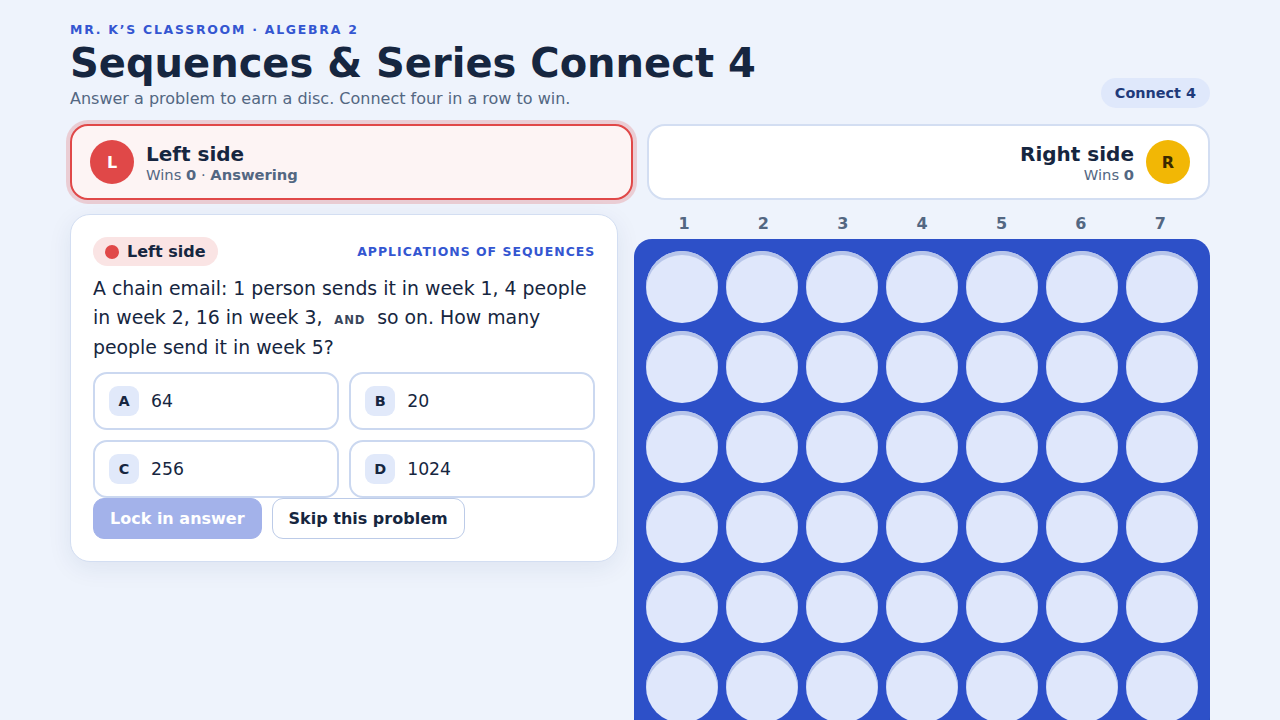 MR. K’S CLASSROOM · ALGEBRA 2
Sequences & Series Connect 4
Answer a problem to earn a disc. Connect four in a row to win.
Connect 4
L
Left side
Wins 0 · Answering
Right side
Wins 0
R
Left side
APPLICATIONS OF SEQUENCES
A chain email: 1 person sends it in week 1, 4 people
in week 2, 16 in week 3, AND so on. How many
people send it in week 5?
A 64
B 20
C 256
D 1024
Lock in answer
Skip this problem
1 2 3 4 5 6 7